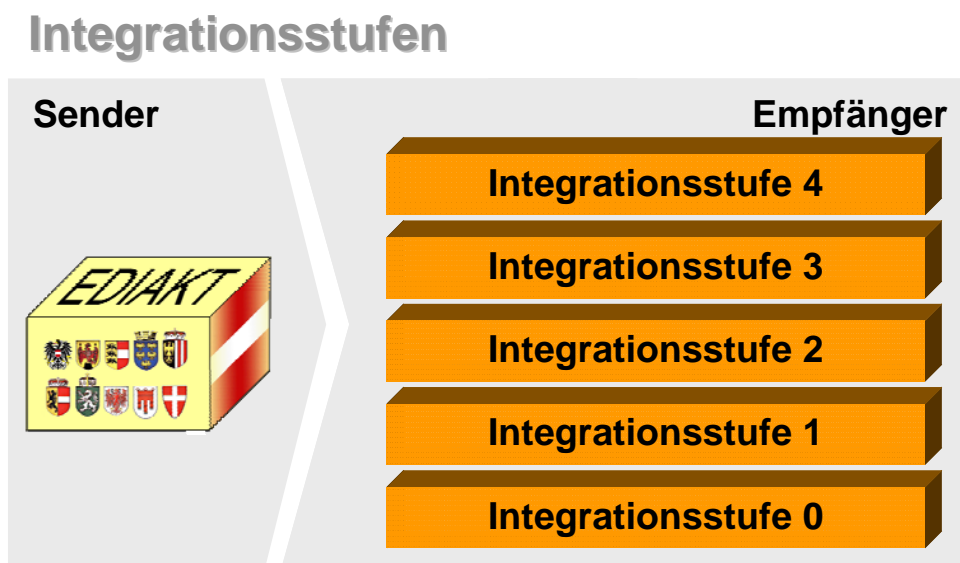 Integrationsstufen
Sender
Empfänger
Integrationsstufe 4
Integrationsstufe 3
EDIAKT
Integrationsstufe 2
Integrationsstufe 1
Integrationsstufe 0